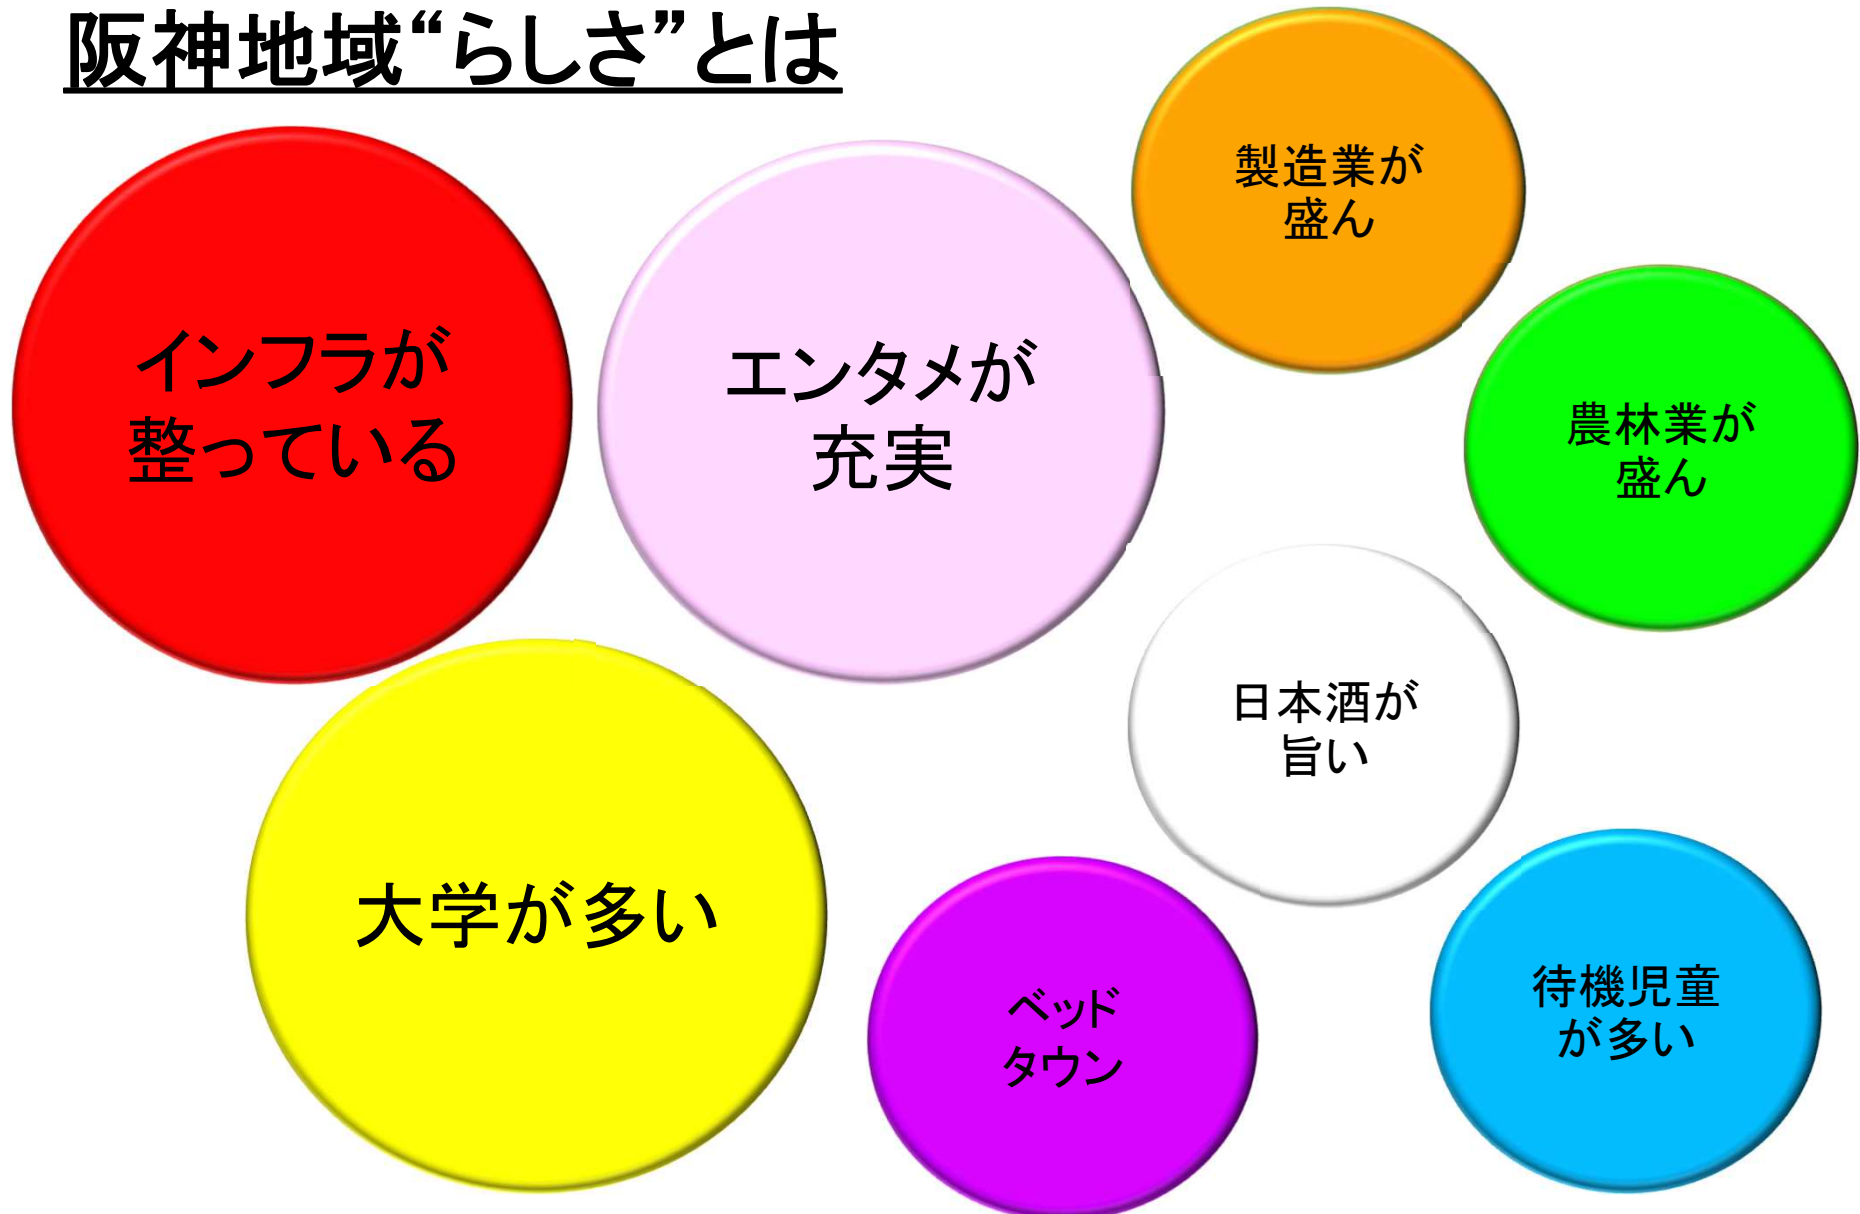 阪神地域“らしさ”とは
インフラが
整っている
エンタメが
充実
製造業が
盛ん
農林業が
盛ん
大学が多い
日本酒が
旨い
ベッド
タウン
待機児童
が多い